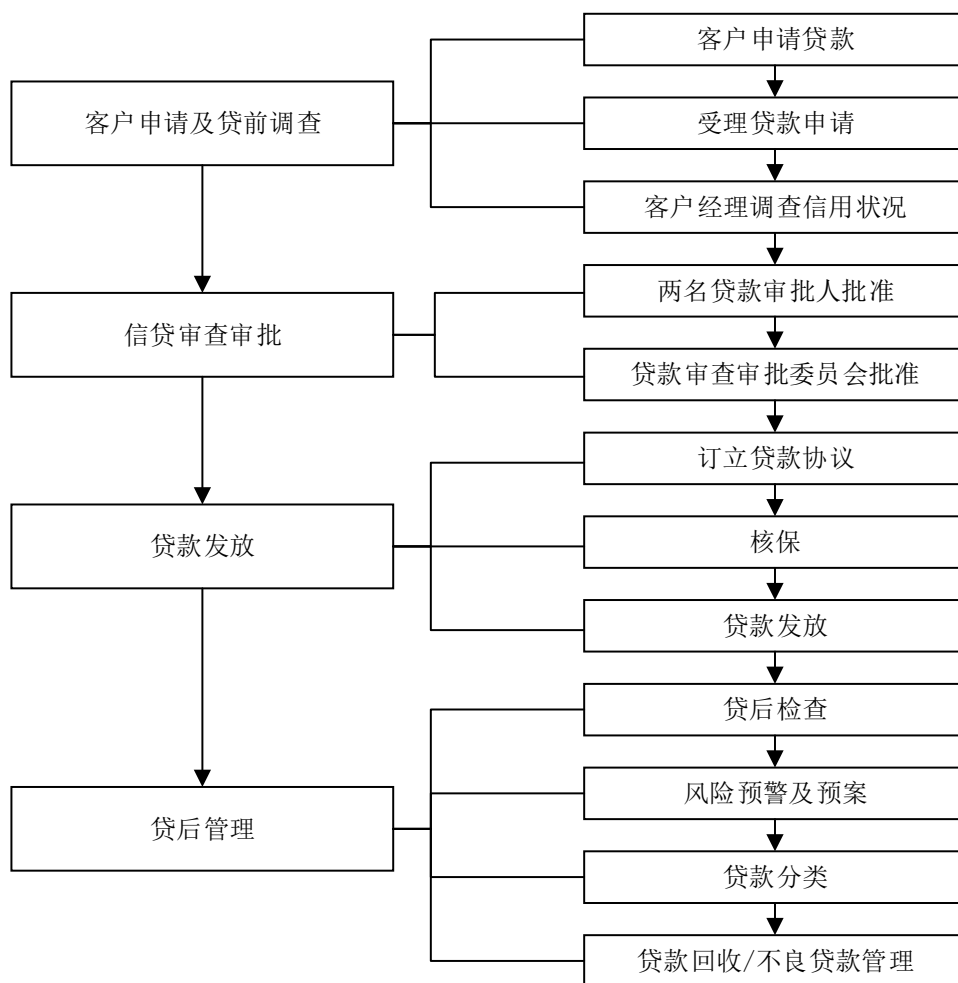 客户申请及贷前调查
客户申请贷款
受理贷款申请
客户经理调查信用状况
信贷审查审批
两名贷款审批人批准
贷款审查审批委员会批准
贷款发放
订立贷款协议
核保
贷款发放
贷后管理
贷后检查
风险预警及预案
贷款分类
贷款回收/不良贷款管理